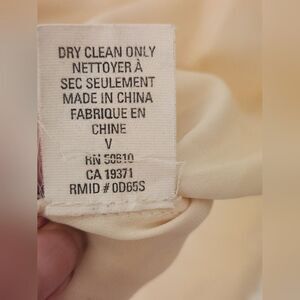 DRY CLEAN ONLY
NETTOYER À
SEC SEULEMENT
MADE IN CHINA
FABRIQUE EN
CHINE
V
RN 50810
CA 19371
RMID # 0D65S